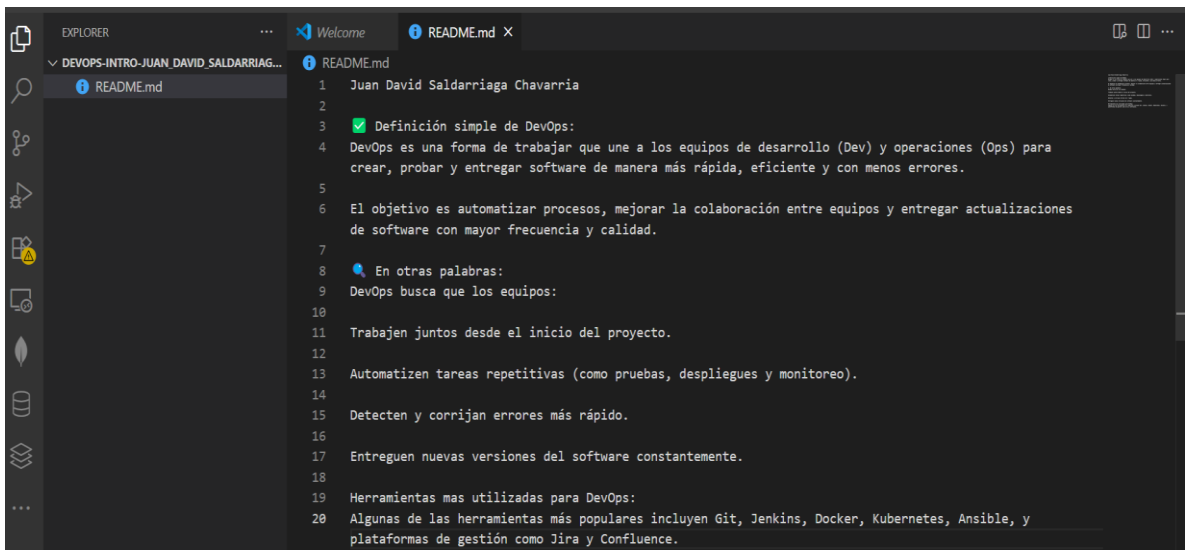 EXPLORER
...
Welcome
README.md
DEVOPS-INTRO-JUAN_DAVID_SALDARRIAG...
README.md
README.md
1 Juan David Saldarriaga Chavarria
2
3 ✅ Definición simple de DevOps:
4 DevOps es una forma de trabajar que une a los equipos de desarrollo (Dev) y operaciones (Ops) para
crear, probar y entregar software de manera más rápida, eficiente y con menos errores.
5
6 El objetivo es automatizar procesos, mejorar la colaboración entre equipos y entregar actualizaciones
de software con mayor frecuencia y calidad.
7
8 🔍 En otras palabras:
9 DevOps busca que los equipos:
10
11 Trabajen juntos desde el inicio del proyecto.
12
13 Automatizen tareas repetitivas (como pruebas, despliegues y monitoreo).
14
15 Detecten y corrijan errores más rápido.
16
17 Entreguen nuevas versiones del software constantemente.
18
19 Herramientas mas utilizadas para DevOps:
20 Algunas de las herramientas más populares incluyen Git, Jenkins, Docker, Kubernetes, Ansible, y
plataformas de gestión como Jira y Confluence.